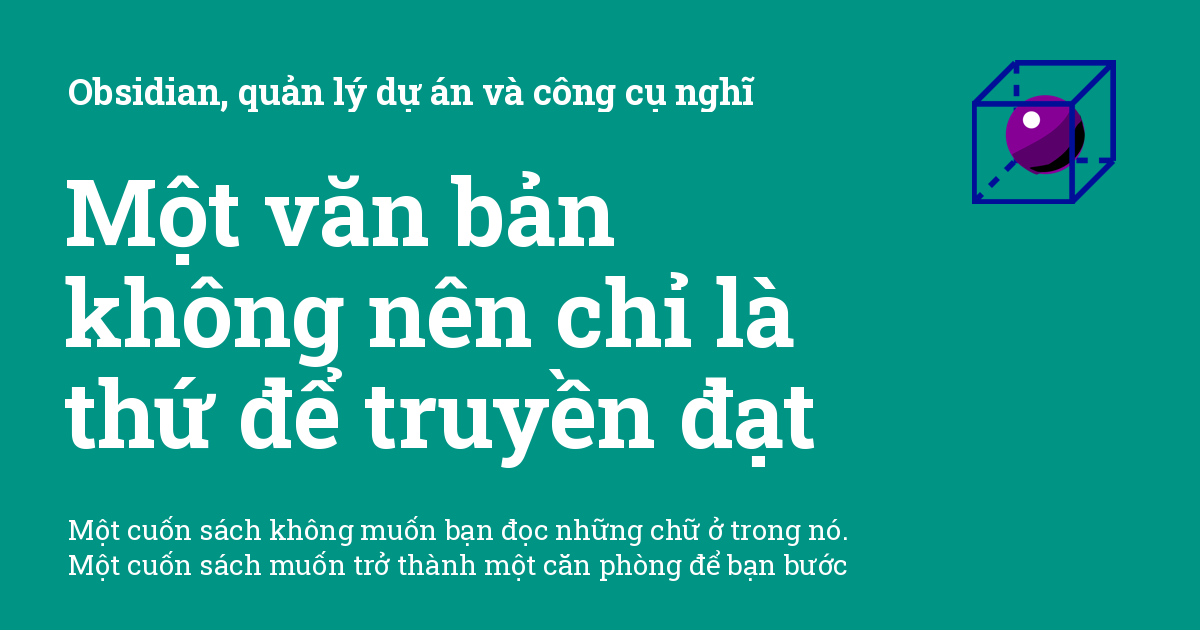 Obsidian, quản lý dự án và công cụ nghĩ
Một văn bản
không nên chỉ là
thứ để truyền đạt
Một cuốn sách không muốn bạn đọc những chữ ở trong nó.
Một cuốn sách muốn trở thành một căn phòng để bạn bước